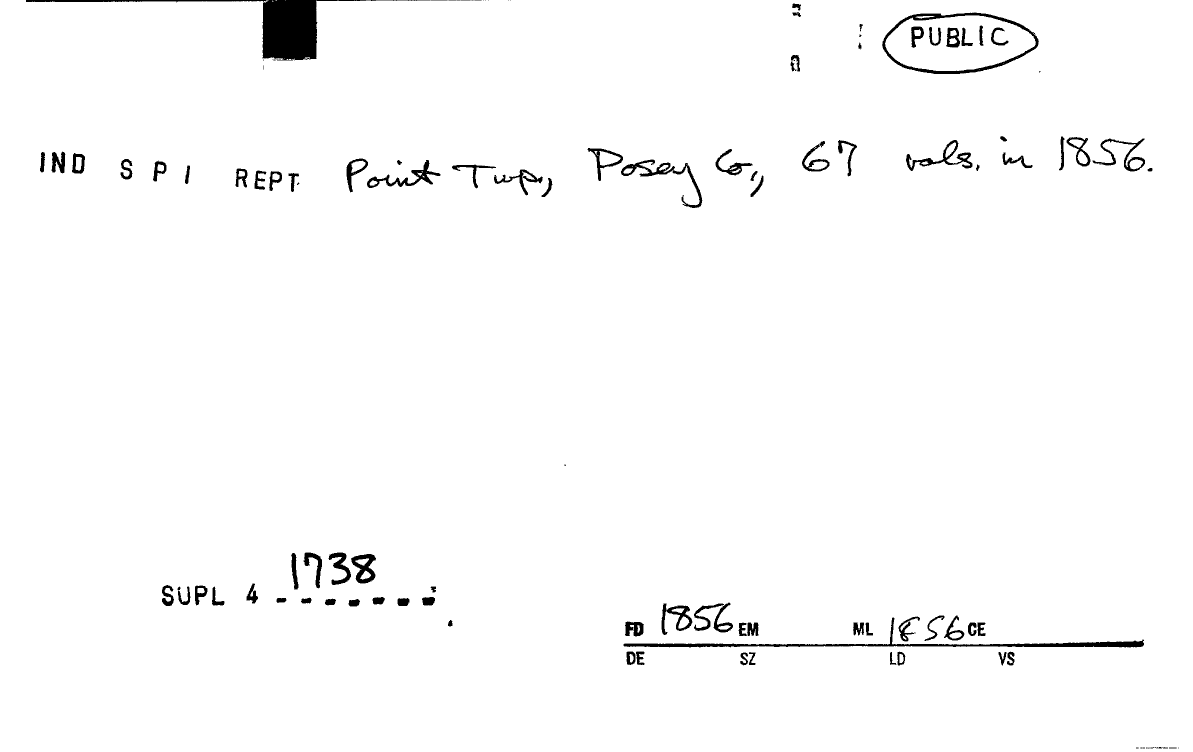 PUBLIC
IND S P I REPT Point Twp., Posey Co., 67 vols. in 1856.
SUPL 4 1738
FD 1856 EM ML 1856 CE
DE SZ LD VS